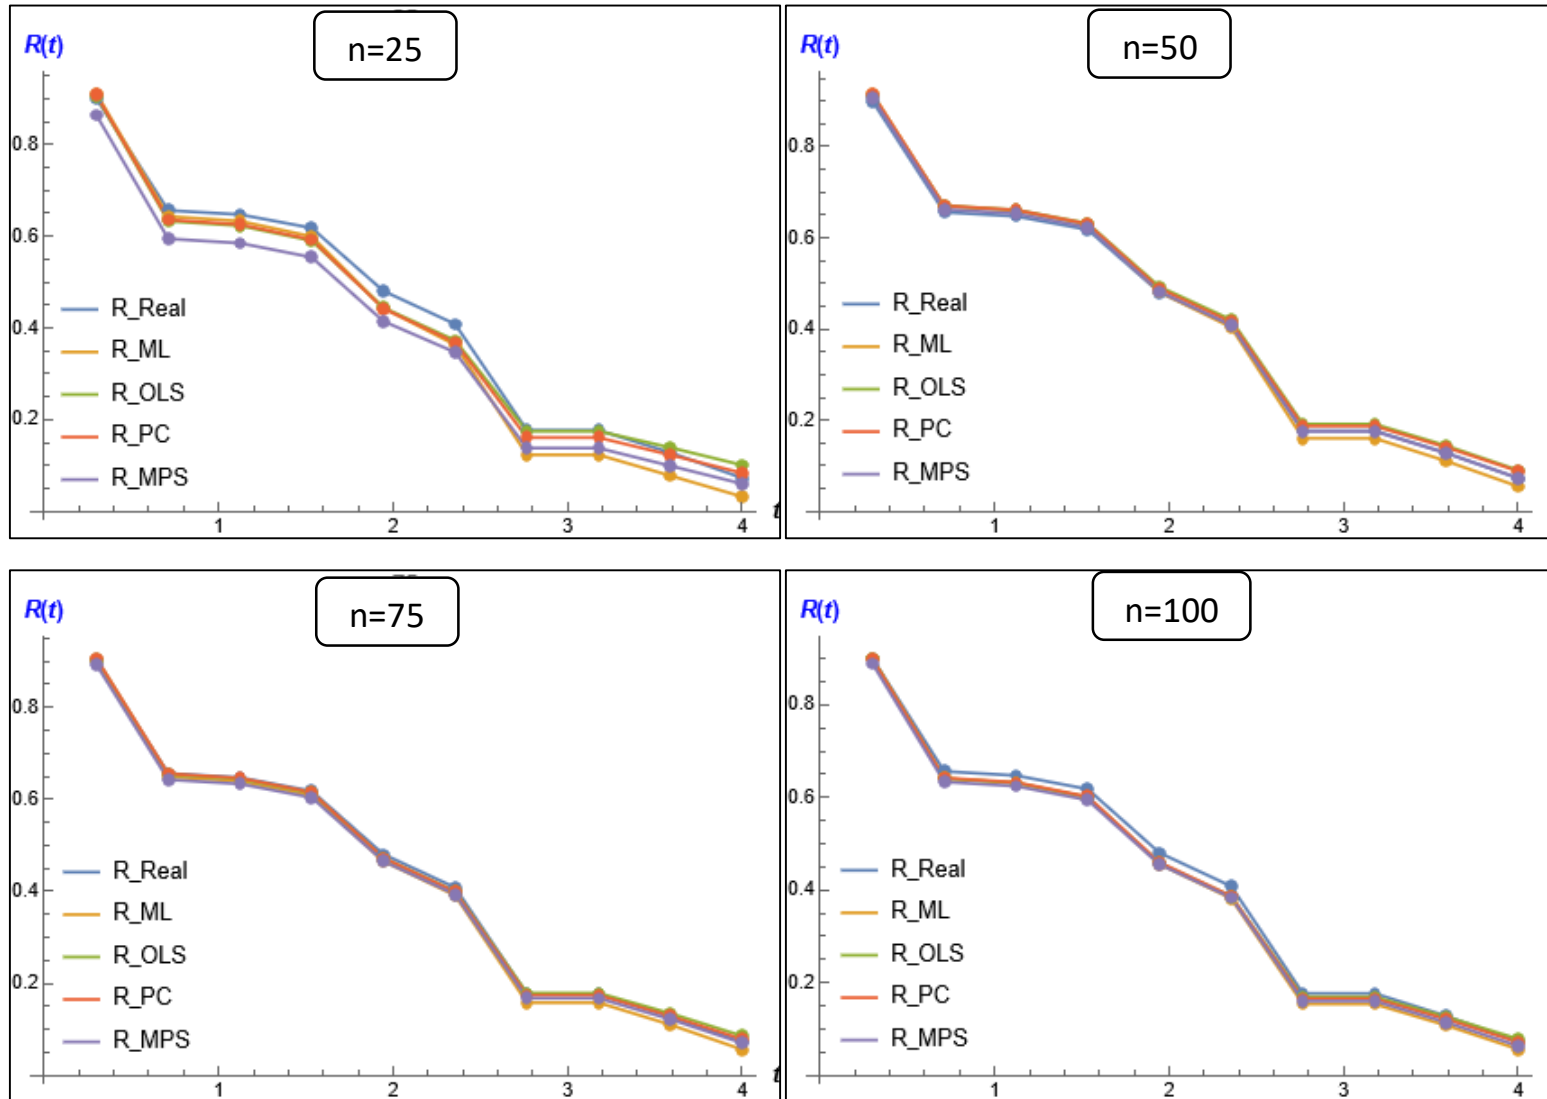 n=25
R(t)
0.8
0.6
0.4
0.2
R_Real
R_ML
R_OLS
R_PC
R_MPS
1 2 3 4
t
n=50
R(t)
0.8
0.6
0.4
0.2
R_Real
R_ML
R_OLS
R_PC
R_MPS
1 2 3 4
n=75
R(t)
0.8
0.6
0.4
0.2
R_Real
R_ML
R_OLS
R_PC
R_MPS
1 2 3 4
t
n=100
R(t)
0.8
0.6
0.4
0.2
R_Real
R_ML
R_OLS
R_PC
R_MPS
1 2 3 4